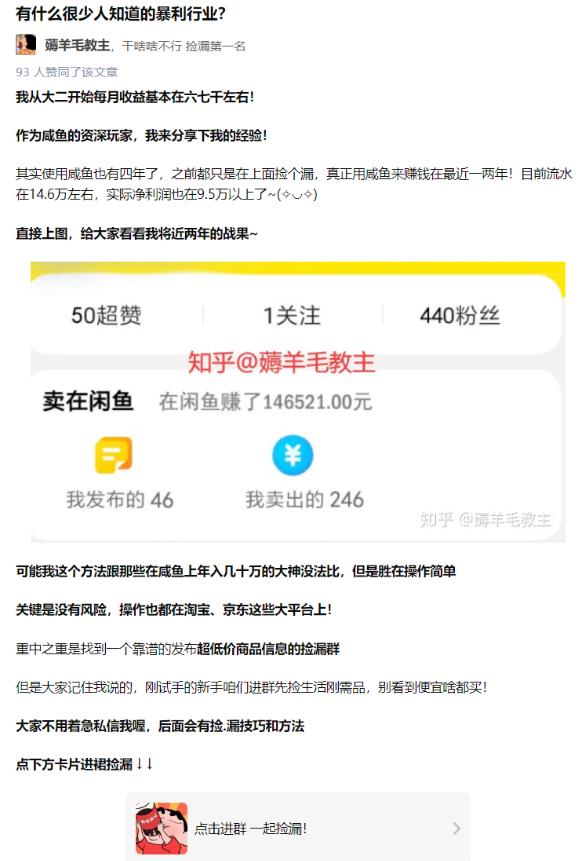 有什么很少人知道的暴利行业?
薅羊毛教主，干啥啥不行 捡漏第一名
93 人赞同了该文章
我从大二开始每月收益基本在六七千左右!
作为咸鱼的资深玩家，我来分享下我的经验!
其实使用咸鱼也有四年了，之前都只是在上面捡个漏，真正用咸鱼来赚钱在最近一两年! 目前流水
在14.6万左右，实际净利润也在9.5万以上了~(✧◡✧)
直接上图，给大家看看我将近两年的战果~
50超赞 1关注 440粉丝
知乎@薅羊毛教主
卖在闲鱼 在闲鱼赚了146521.00元
我发布的 46 我卖出的 246
知乎 @薅羊毛教主
可能我这个方法跟那些在咸鱼上年入几十万的大神没法比，但是胜在操作简单
关键是没有风险，操作也都在淘宝、京东这些大平台上!
重中之重是找到一个靠谱的发布超低价商品信息的捡漏群
但是大家记住我说的，刚试手的新手咱们进群先捡生活刚需品，别看到便宜啥都买!
大家不用着急私信我喔，后面会有捡.漏技巧和方法
点下方卡片进裙捡漏↓↓
点击进群 一起捡漏!